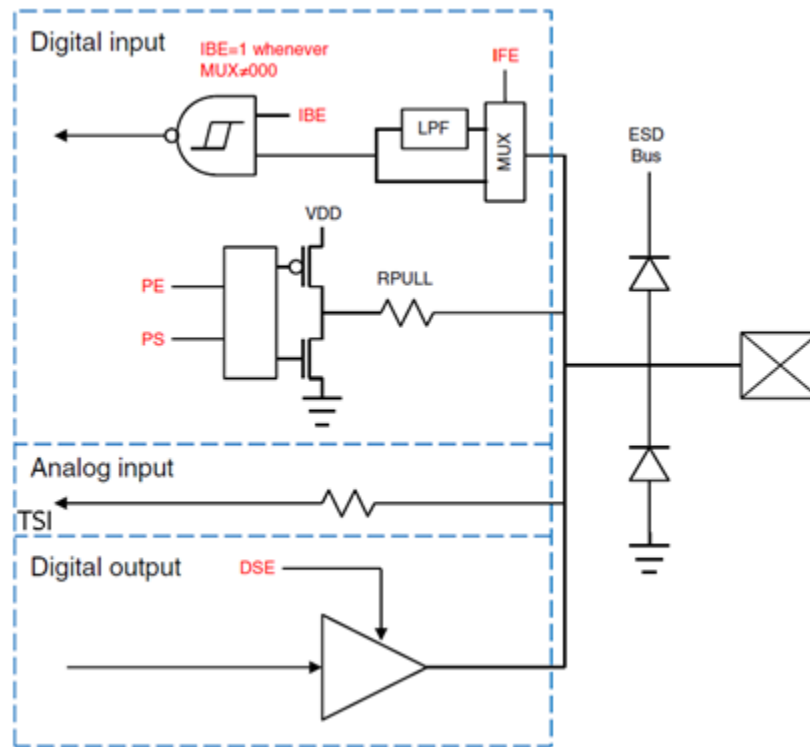 Digital input
IBE=1 whenever
MUX≠000
IFE
IBE
LPF
MUX
ESD
Bus
VDD
PE
RPULL
PS
Analog input
TSI
Digital output
DSE